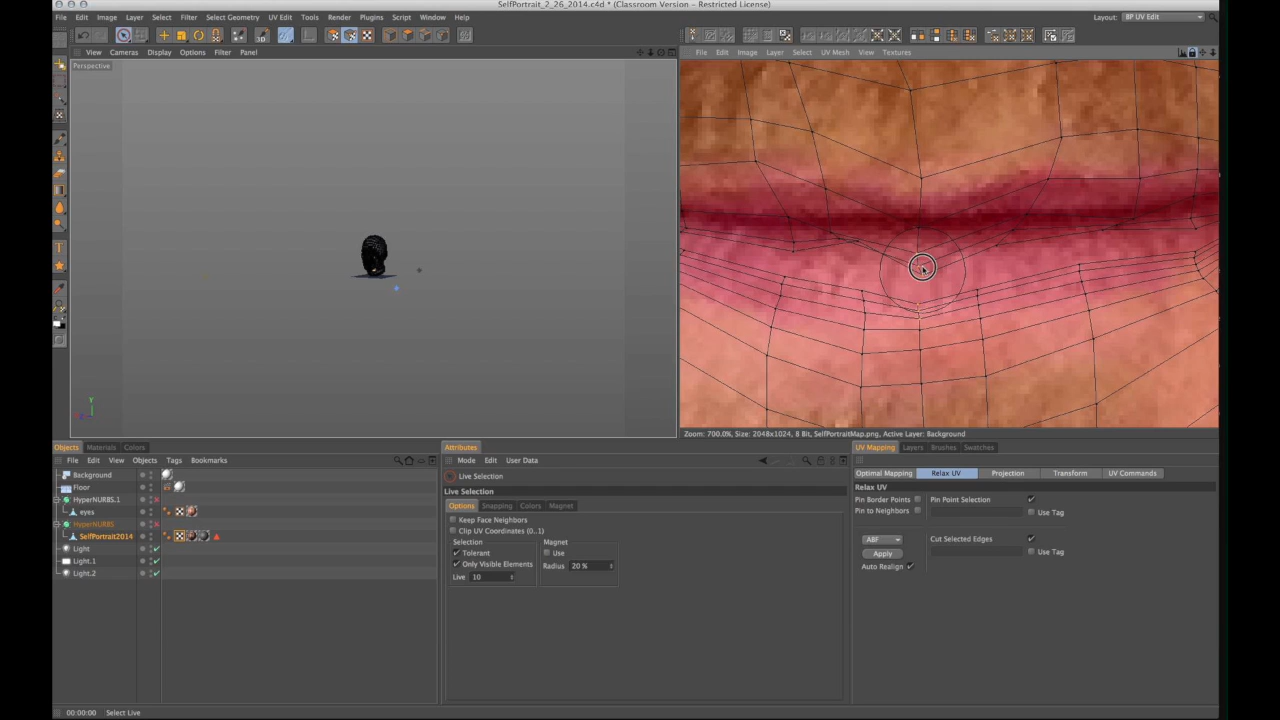 SelfPortrait_2_26_2014.c4d * (Classroom Version - Restricted License)
File Edit Image Layer Select Select Geometry UV Edit Tools Render Plugins Script Window Help Layout: BP UV Edit
View Cameras Display Options Filter Panel
File Edit Image Layer Select UV Mesh View Textures
Perspective
Y
Zoom: 700.0%, Size: 2048x1024, 8 Bit, SelfPortraitMap.png, Active Layer: Background
Objects Materials Colors
File Edit View Objects Tags Bookmarks
Background
Floor
HyperNURBS.1
eyes
HyperNURBS
SelfPortrait2014
Light
Light.1
Light.2
Attributes
Mode Edit User Data
Live Selection
Live Selection
Options Snapping Colors Magnet
Keep Face Neighbors
Clip UV Coordinates (0..1)
Selection Magnet
Tolerant Use
Only Visible Elements Radius 20 %
Live 10
UV Mapping Layers Brushes Swatches
Optimal Mapping Relax UV Projection Transform UV Commands
Relax UV
Pin Border Points Pin Point Selection
Pin to Neighbors Use Tag
ABF Cut Selected Edges
Apply Use Tag
Auto Realign
00:00:00 Select Live